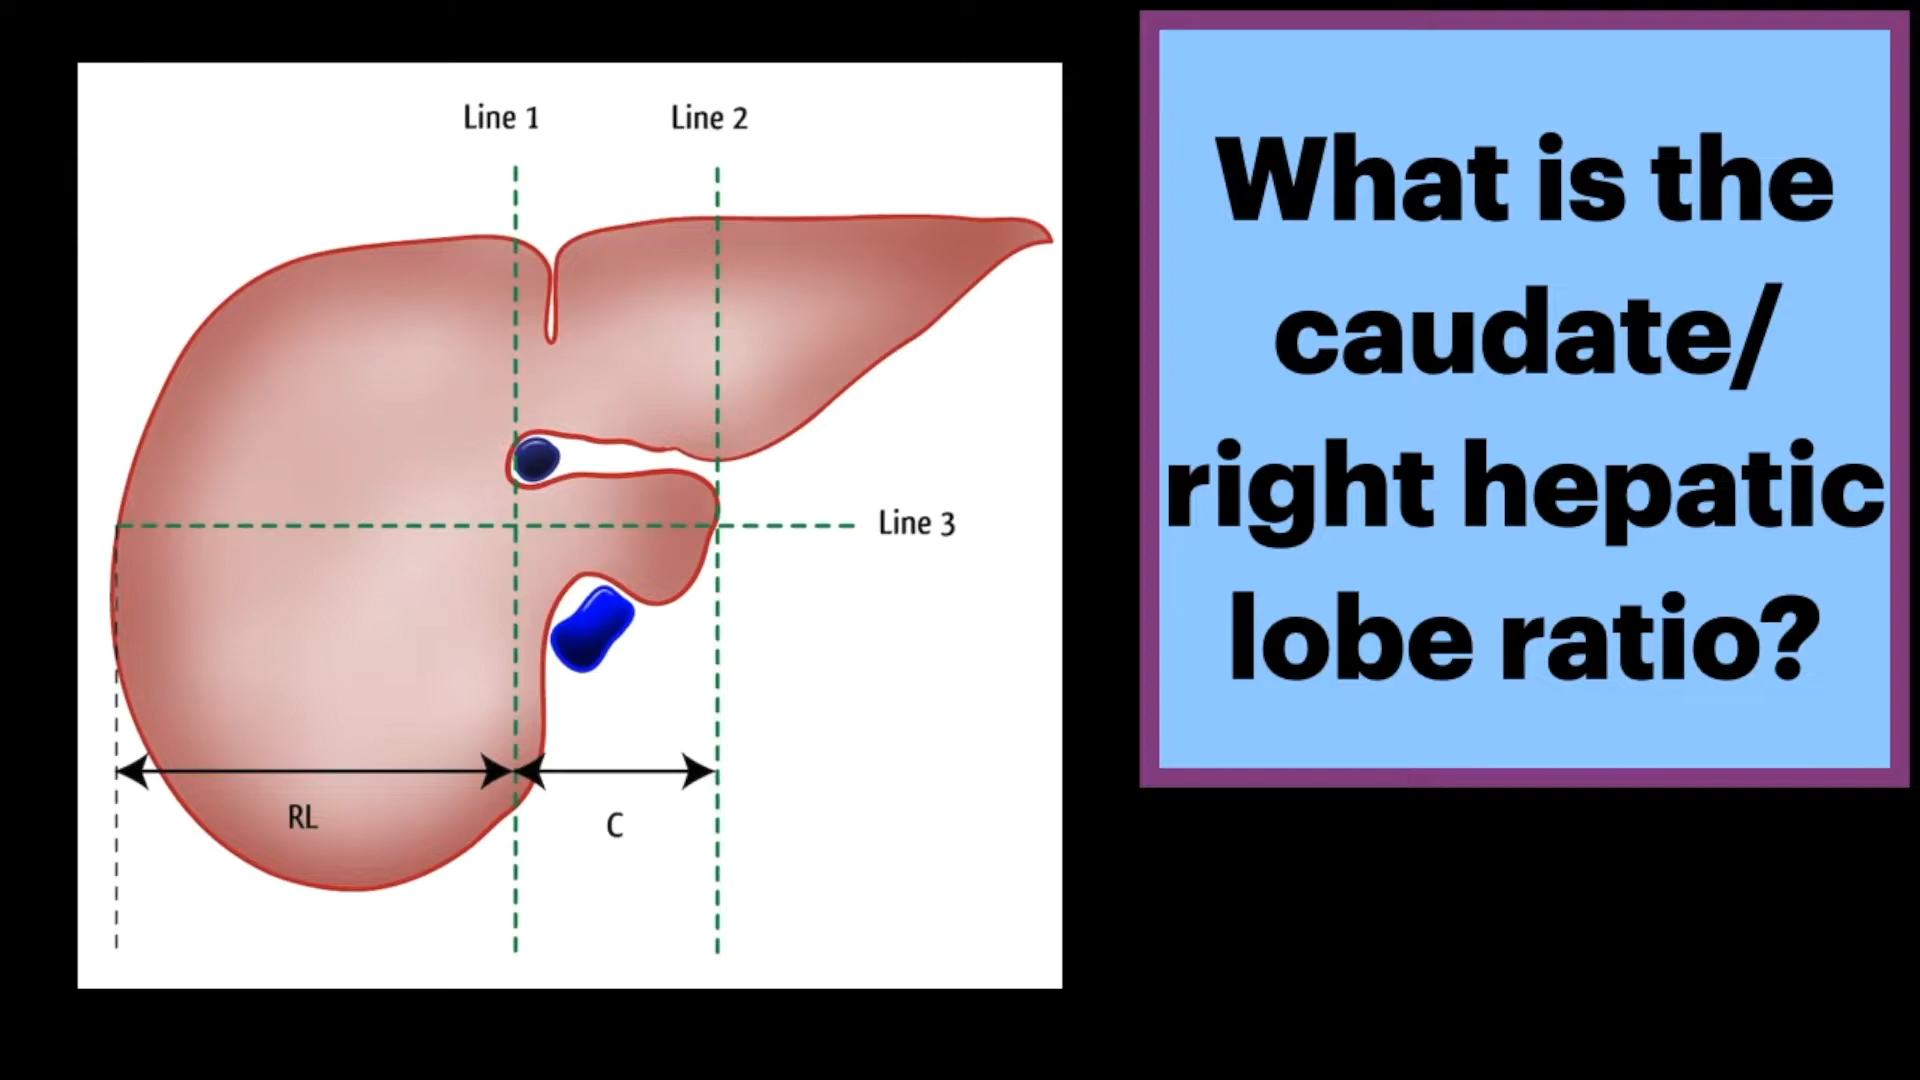 Line 1
Line 2
Line 3
RL
C
What is the
caudate/
right hepatic
lobe ratio?